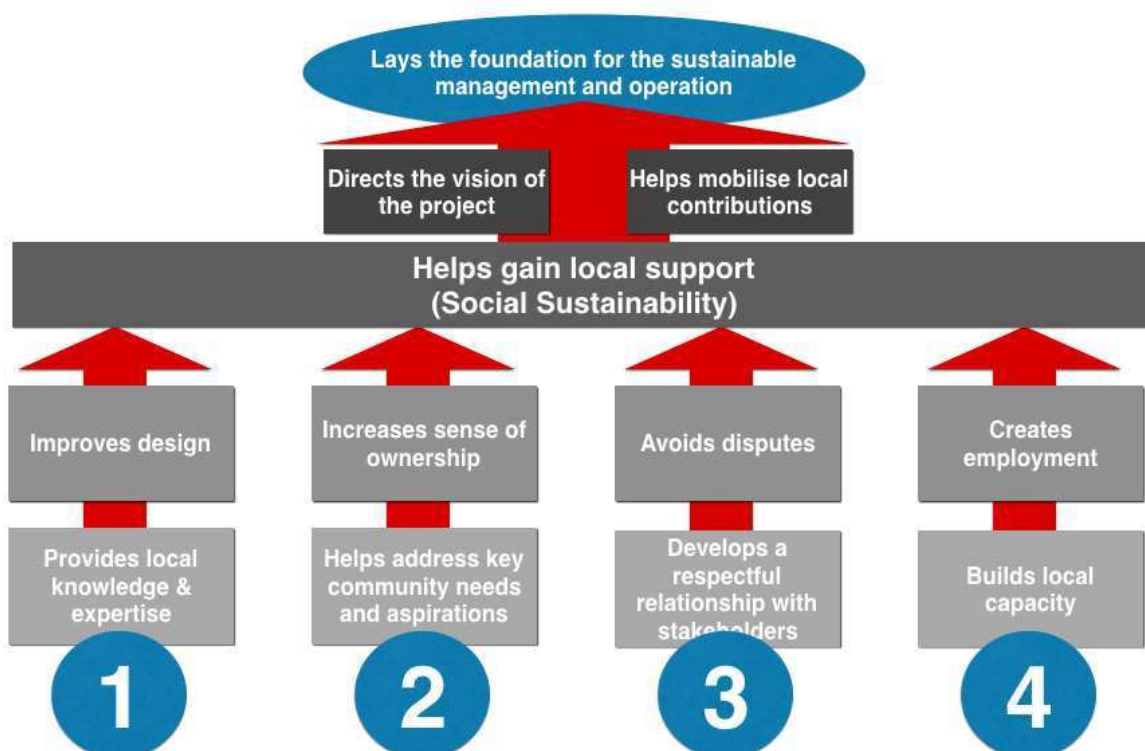 Lays the foundation for the sustainable
management and operation
Directs the vision of
the project
Helps mobilise local
contributions
Helps gain local support
(Social Sustainability)
Improves design
Increases sense of
ownership
Avoids disputes
Creates
employment
Provides local
knowledge &
expertise
Helps address key
community needs
and aspirations
Develops a
respectful
relationship with
stakeholders
Builds local
capacity
1
2
3
4